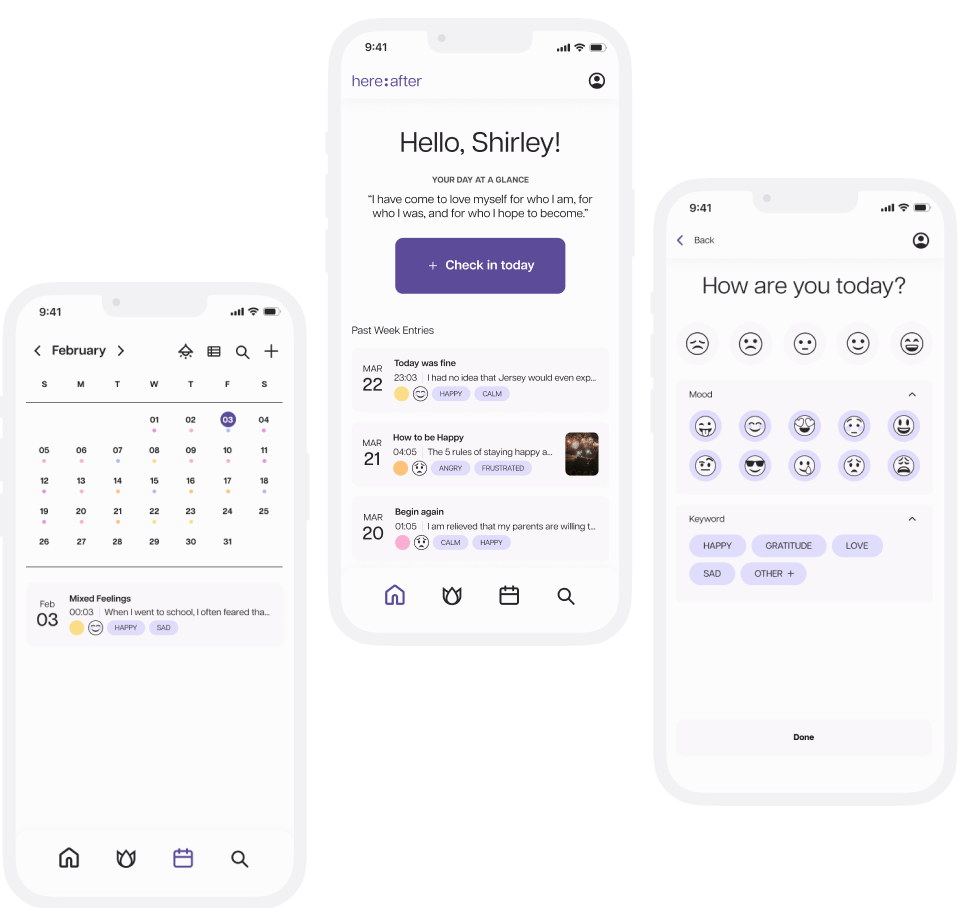 9:41
February
S M T W T F S
01 02 03 04
05 06 07 08 09 10 11
12 13 14 15 16 17 18
19 20 21 22 23 24 25
26 27 28 29 30 31
Feb
03
Mixed Feelings
00:03 When I went to school, I often feared tha...
HAPPY SAD
9:41
here:after
Hello, Shirley!
YOUR DAY AT A GLANCE
“I have come to love myself for who I am, for
who I was, and for who I hope to become.”
+ Check in today
Past Week Entries
MAR
22
Today was fine
23:03 I had no idea that Jersey would even exp...
HAPPY CALM
MAR
21
How to be Happy
04:05 The 5 rules of staying happy a...
ANGRY FRUSTRATED
MAR
20
Begin again
01:05 I am relieved that my parents are willing t...
CALM HAPPY
9:41
Back
How are you today?
Mood
Keyword
HAPPY GRATITUDE LOVE
SAD OTHER +
Done